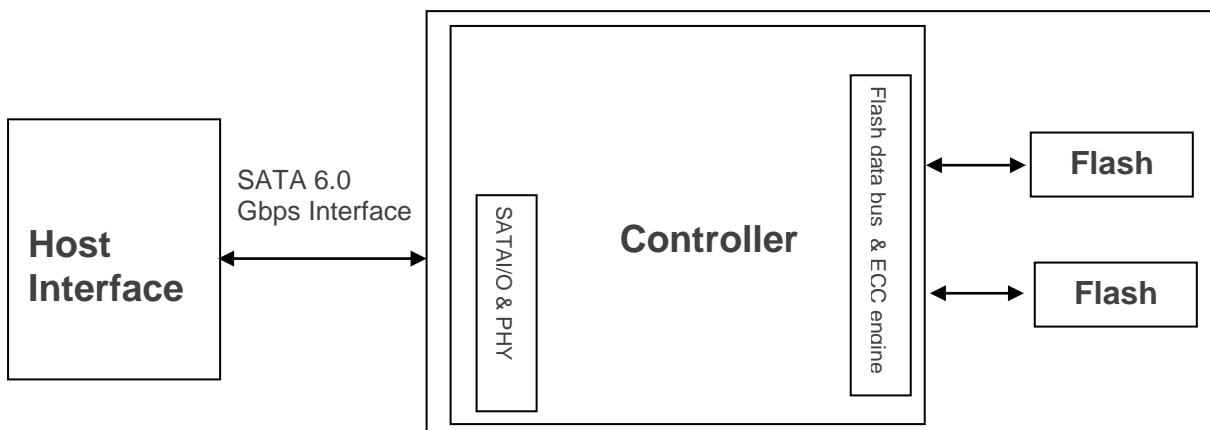 Host
Interface
SATA 6.0
Gbps Interface
SATAI/O & PHY
Controller
Flash data bus & ECC engine
Flash
Flash